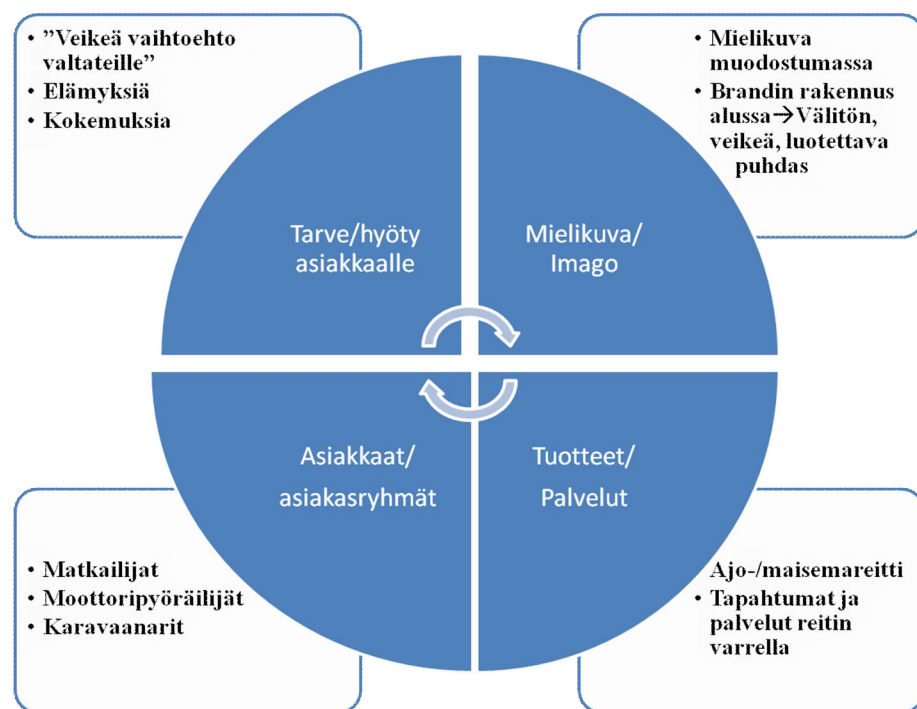 • ”Veikeä vaihtoehto
valtateille”
• Elämyksiä
• Kokemuksia
• Mielikuva
muodostumassa
• Brandin rakennus
alussa→Välitön,
veikeä, luotettava
puhdas
Tarve/hyöty
asiakkaalle
Mielikuva/
Imago
Asiakkaat/
asiakasryhmät
Tuotteet/
Palvelut
• Matkailijat
• Moottoripyöräilijät
• Karavaanarit
Ajo-/maisemareitti
• Tapahtumat ja
palvelut reitin
varrella